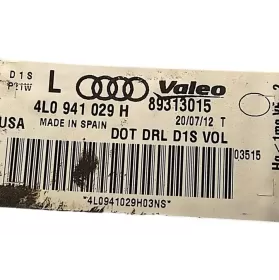 D1S L Valeo
P21W
4L0 941 029 H 89313015
MADE IN SPAIN 20/07/12 T
USA DOT DRL D1S VOL
03515
*4L0941029H03NS*